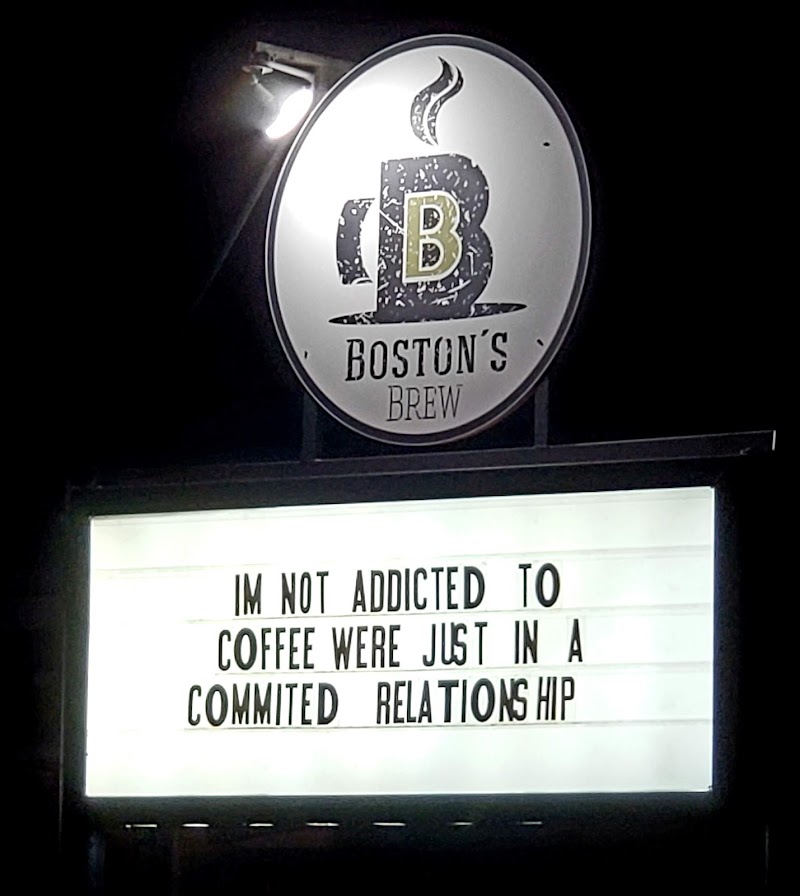 B
BOSTON'S
BREW
IM NOT ADDICTED TO
COFFEE WERE JUST IN A
COMMITED RELATIONSHIP